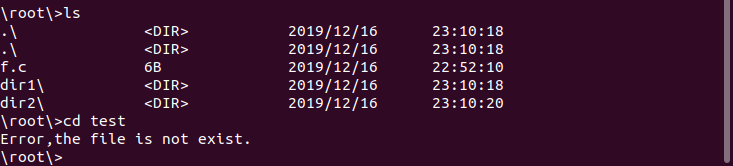 \root\>ls
.\ <DIR> 2019/12/16 23:10:18
.\ <DIR> 2019/12/16 23:10:18
f.c 6B 2019/12/16 22:52:10
dir1\ <DIR> 2019/12/16 23:10:18
dir2\ <DIR> 2019/12/16 23:10:20
\root\>cd test
Error,the file is not exist.
\root\>